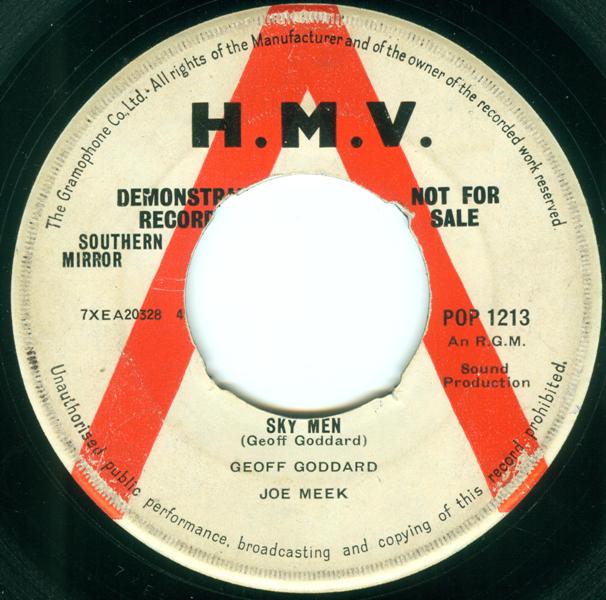 The Gramophone Co., Ltd. All rights of the Manufacturer and of the owner of the recorded work reserved.
H.M.V.
NOT FOR
SALE
SOUTHERN
MIRROR
7XEA20328 4
POP 1213
An R.G.M.
Sound
Production
SKY MEN
(Geoff Goddard)
GEOFF GODDARD
JOE MEEK
Unauthorised public performance, broadcasting and copying of this record prohibited.